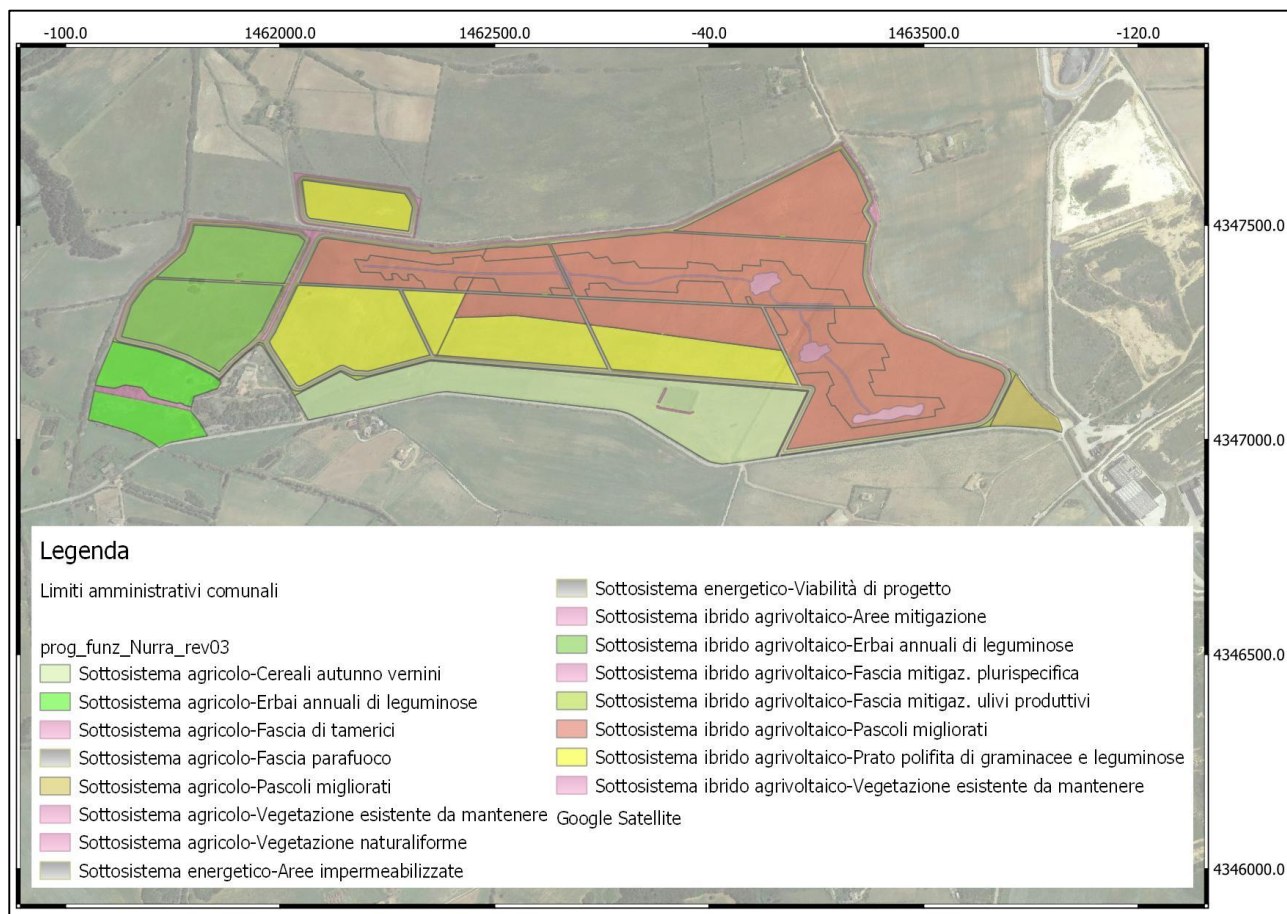 -100.0 1462000.0 1462500.0 -40.0 1463500.0 -120.0
4347500.0
4347000.0
4346500.0
4346000.0
Legenda
Limiti amministrativi comunali
prog_funz_Nurra_rev03
Sottosistema agricolo-Cereali autunno vernini
Sottosistema agricolo-Erbai annuali di leguminose
Sottosistema agricolo-Fascia di tamerici
Sottosistema agricolo-Fascia parafuoco
Sottosistema agricolo-Pascoli migliorati
Sottosistema agricolo-Vegetazione esistente da mantenere
Sottosistema agricolo-Vegetazione naturaliforme
Sottosistema energetico-Aree impermeabilizzate
Sottosistema energetico-Viabilità di progetto
Sottosistema ibrido agrivoltaico-Aree mitigazione
Sottosistema ibrido agrivoltaico-Erbai annuali di leguminose
Sottosistema ibrido agrivoltaico-Fascia mitigaz. plurispecifica
Sottosistema ibrido agrivoltaico-Fascia mitigaz. ulivi produttivi
Sottosistema ibrido agrivoltaico-Pascoli migliorati
Sottosistema ibrido agrivoltaico-Prato polifita di graminacee e leguminose
Sottosistema ibrido agrivoltaico-Vegetazione esistente da mantenere
Google Satellite